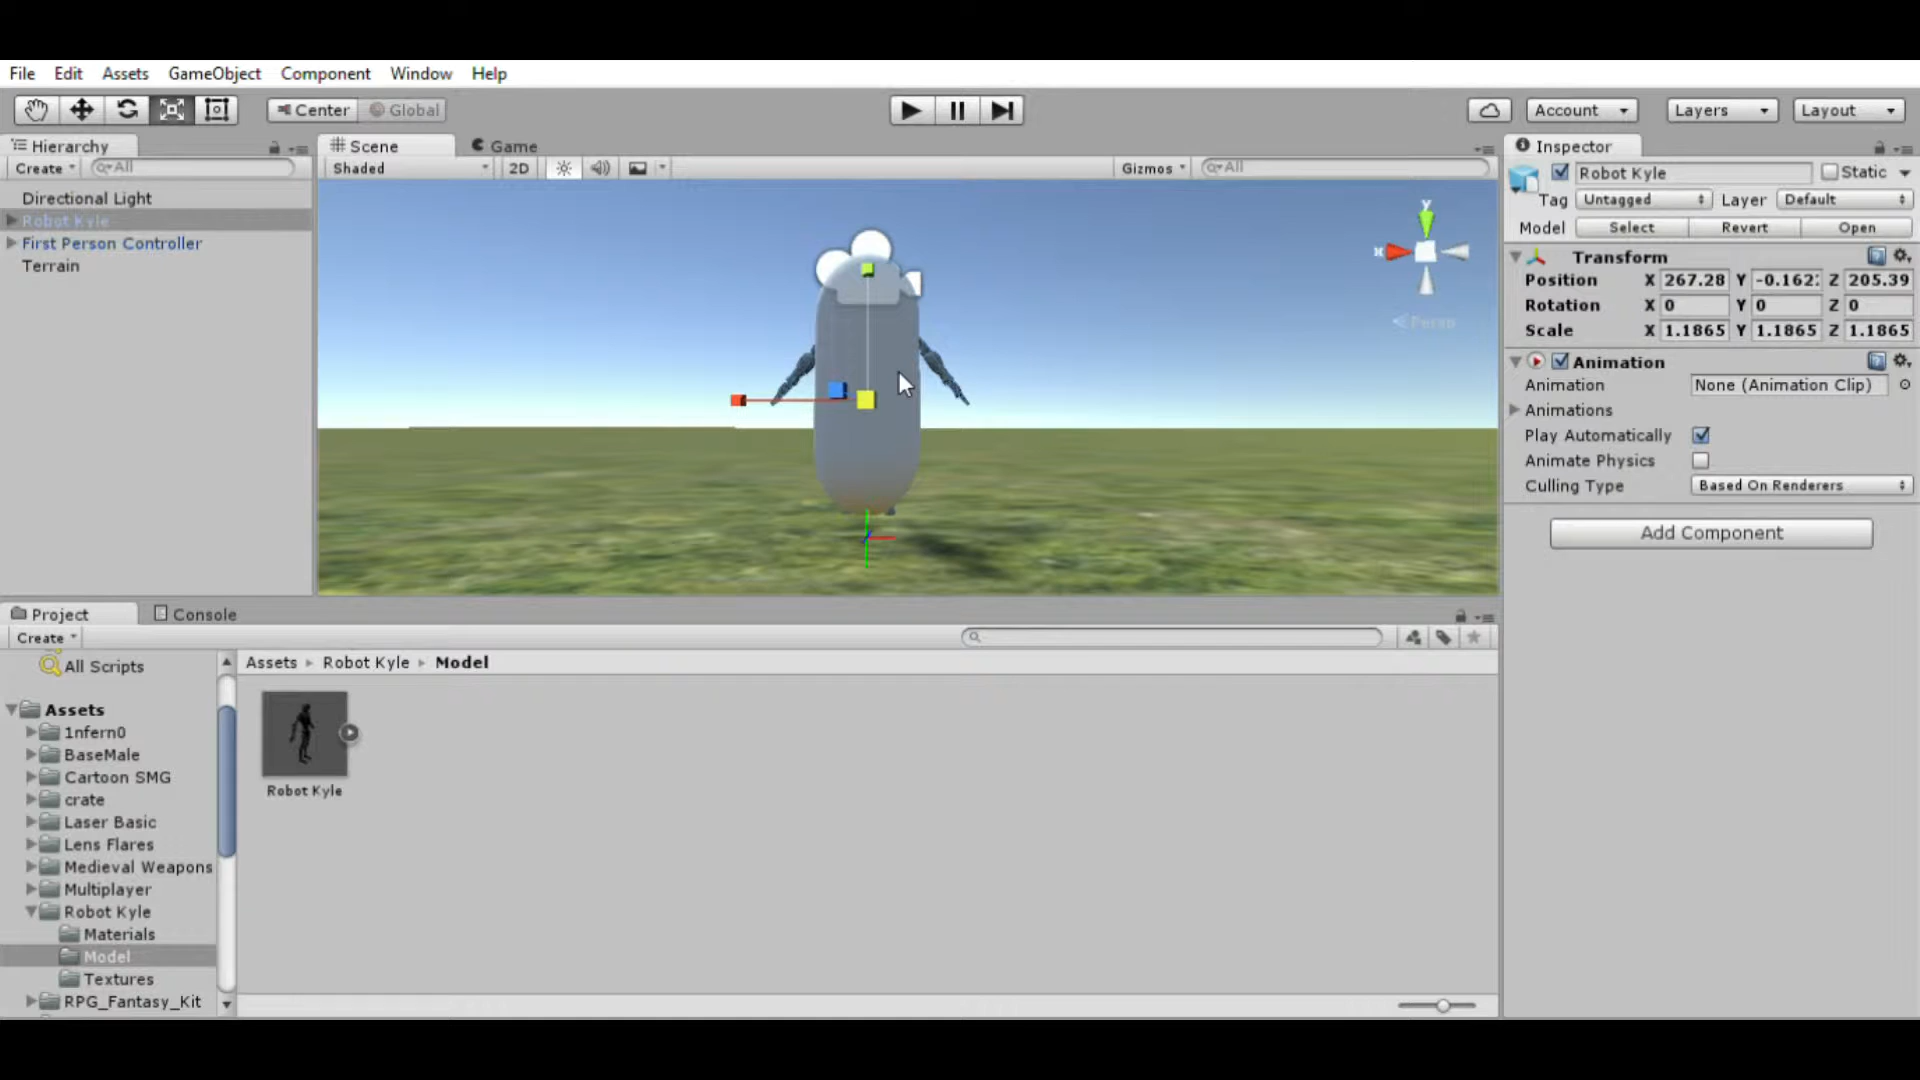 File Edit Assets GameObject Component Window Help
Center Global Account Layers Layout
Hierarchy Scene Game Inspector
Create All Shaded 2D Gizmos All
Robot Kyle Static
Tag Untagged Layer Default
Model Select Revert Open
Directional Light
Robot Kyle
First Person Controller
Terrain
y
x
Persp
Transform
Position X 267.28 Y -0.162 Z 205.39
Rotation X 0 Y 0 Z 0
Scale X 1.1865 Y 1.1865 Z 1.1865
Animation
Animation None (Animation Clip)
Animations
Play Automatically
Animate Physics
Culling Type Based On Renderers
Add Component
Project Console
Create
All Scripts
Assets Robot Kyle Model
Assets
1nfern0
BaseMale
Cartoon SMG
crate
Laser Basic
Lens Flares
Medieval Weapons
Multiplayer
Robot Kyle
Materials
Model
Textures
RPG_Fantasy_Kit
Robot Kyle